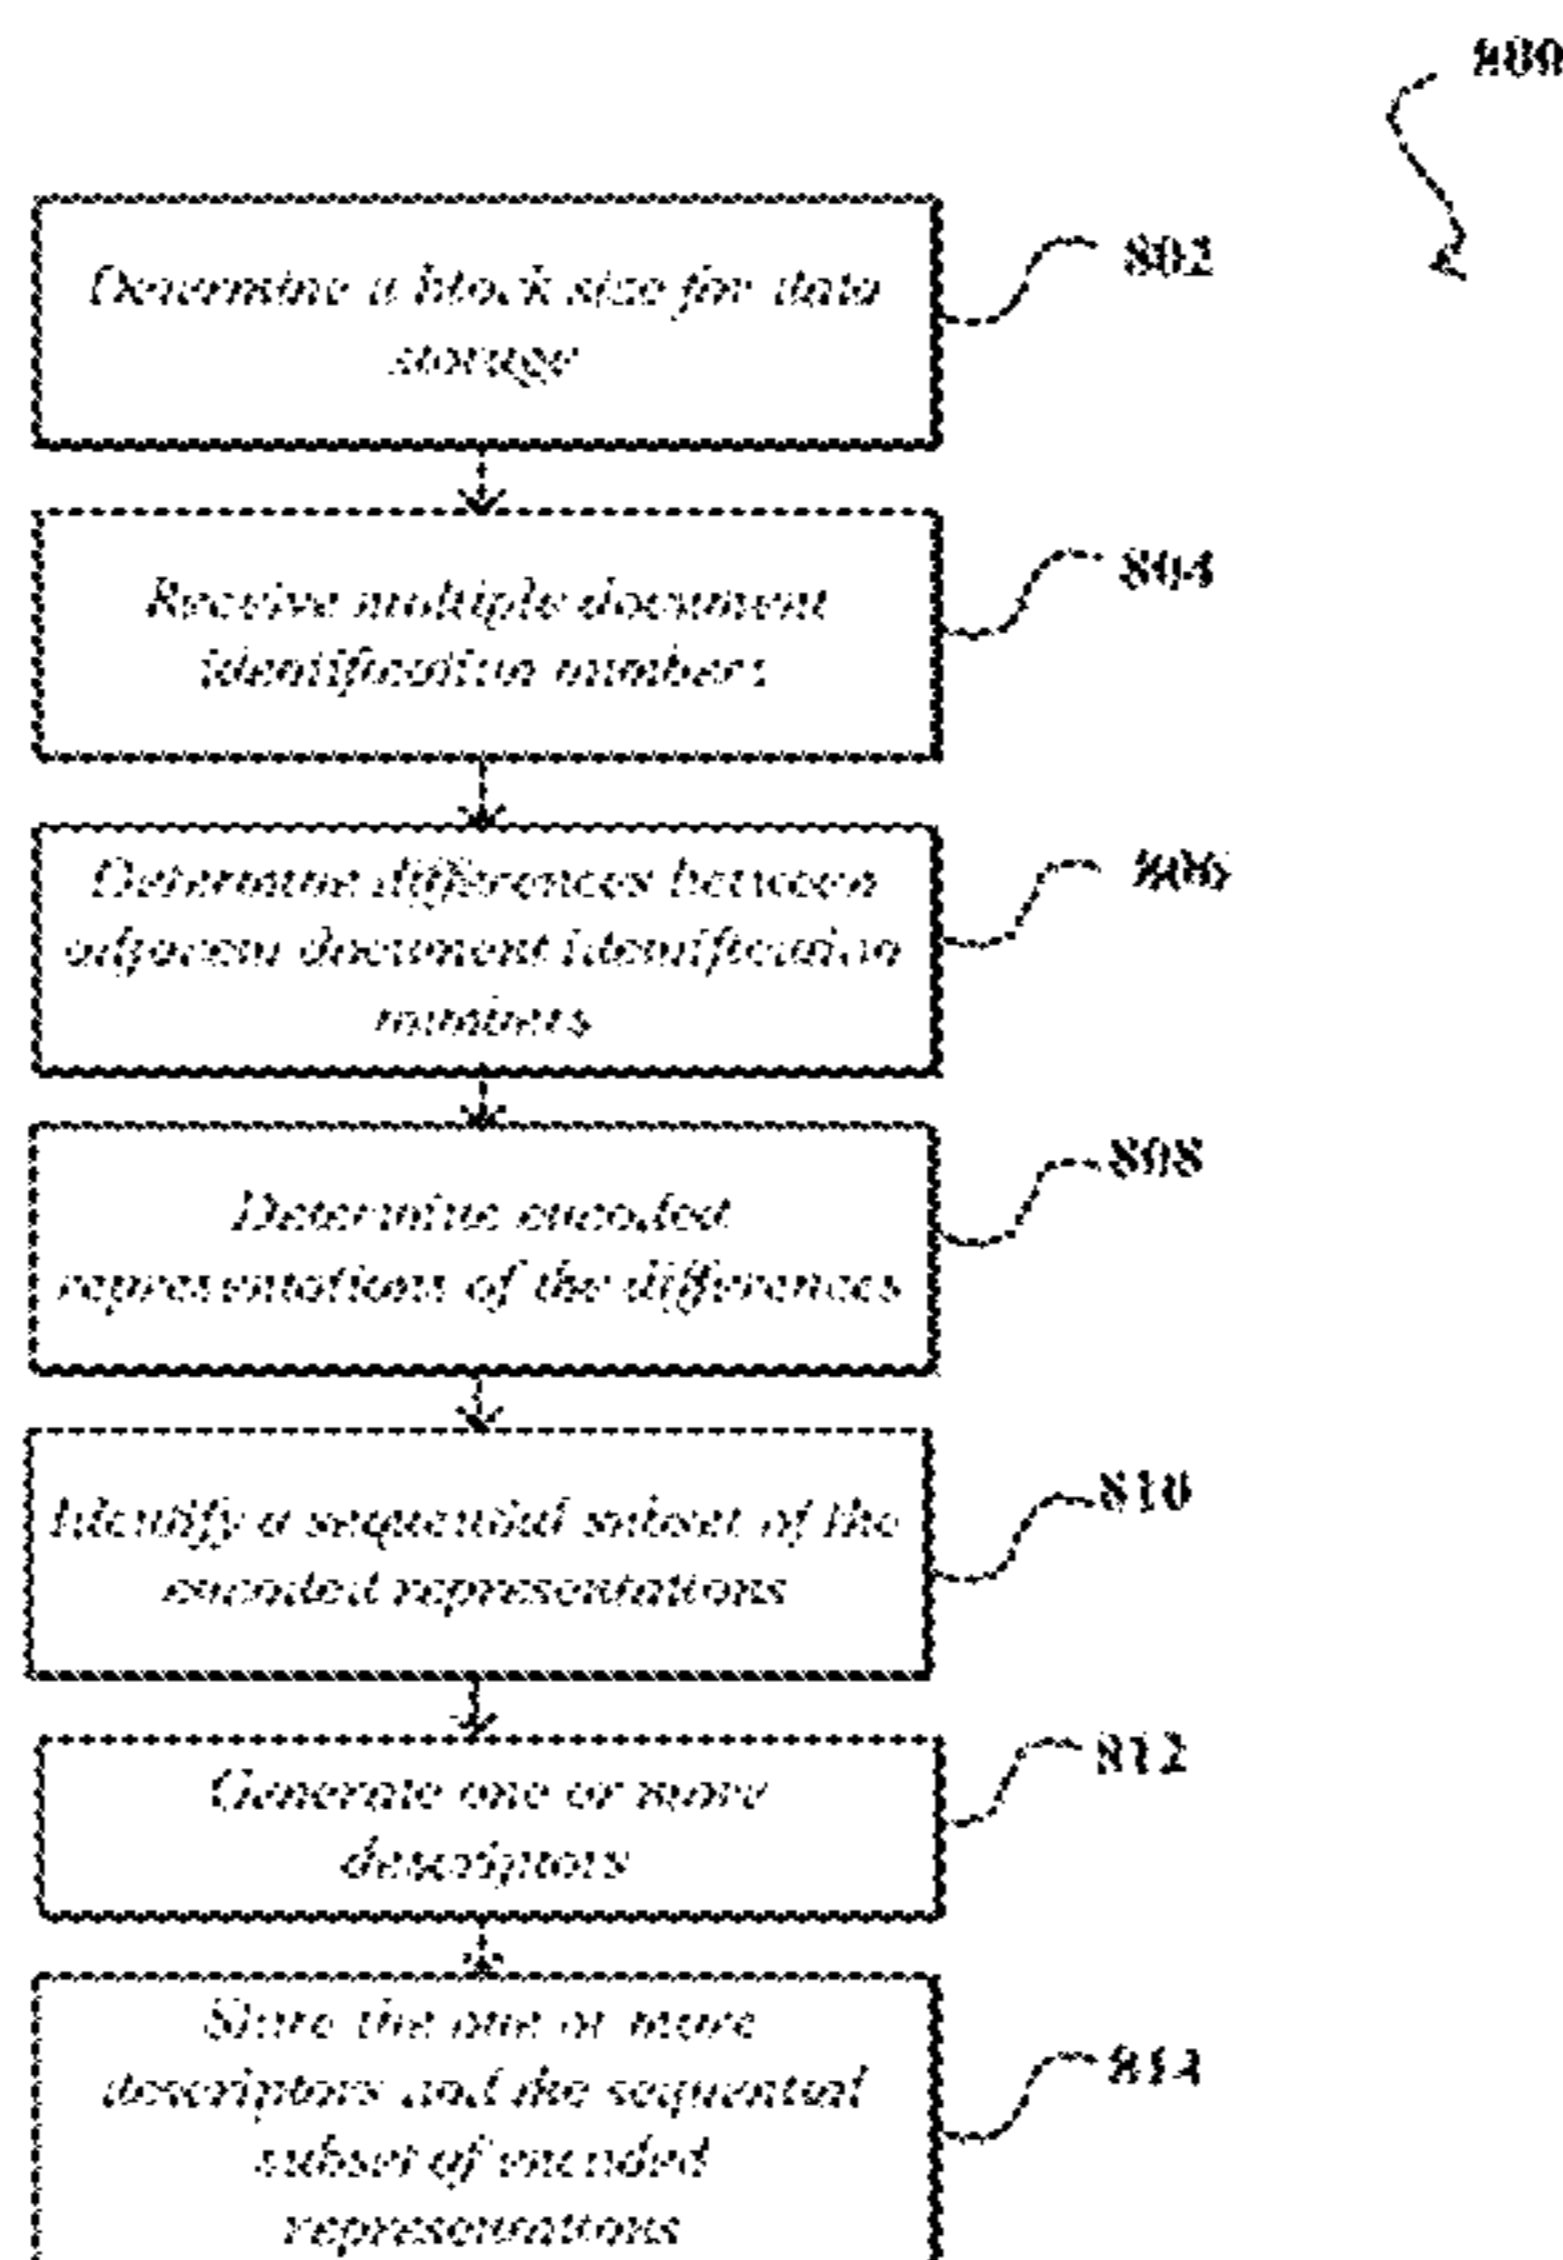 800
Determine a block size for data
storage
802
Receive multiple document
identification numbers
804
Determine differences between
adjacent document identification
numbers
806
Determine encoded
representations of the differences
808
Identify a sequential subset of the
encoded representations
810
Generate one or more
descriptors
812
Store the one or more
descriptors and the sequential
subset of encoded
representations
814